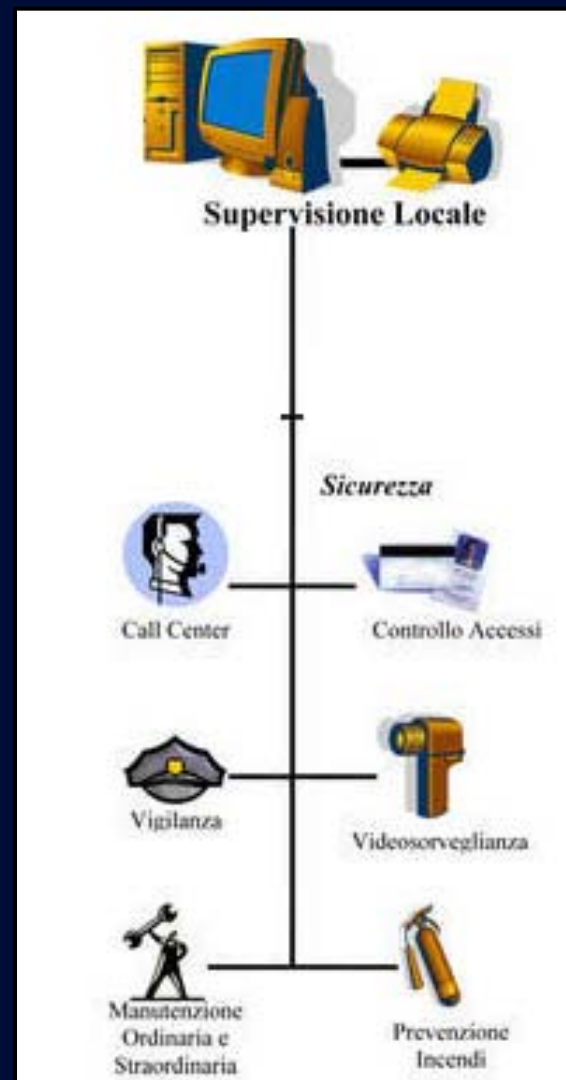 Supervisione Locale
Sicurezza
Call Center
Controllo Accessi
Vigilanza
Videosorveglianza
Manutenzione
Ordinaria e
Straordinaria
Prevenzione
Incendi